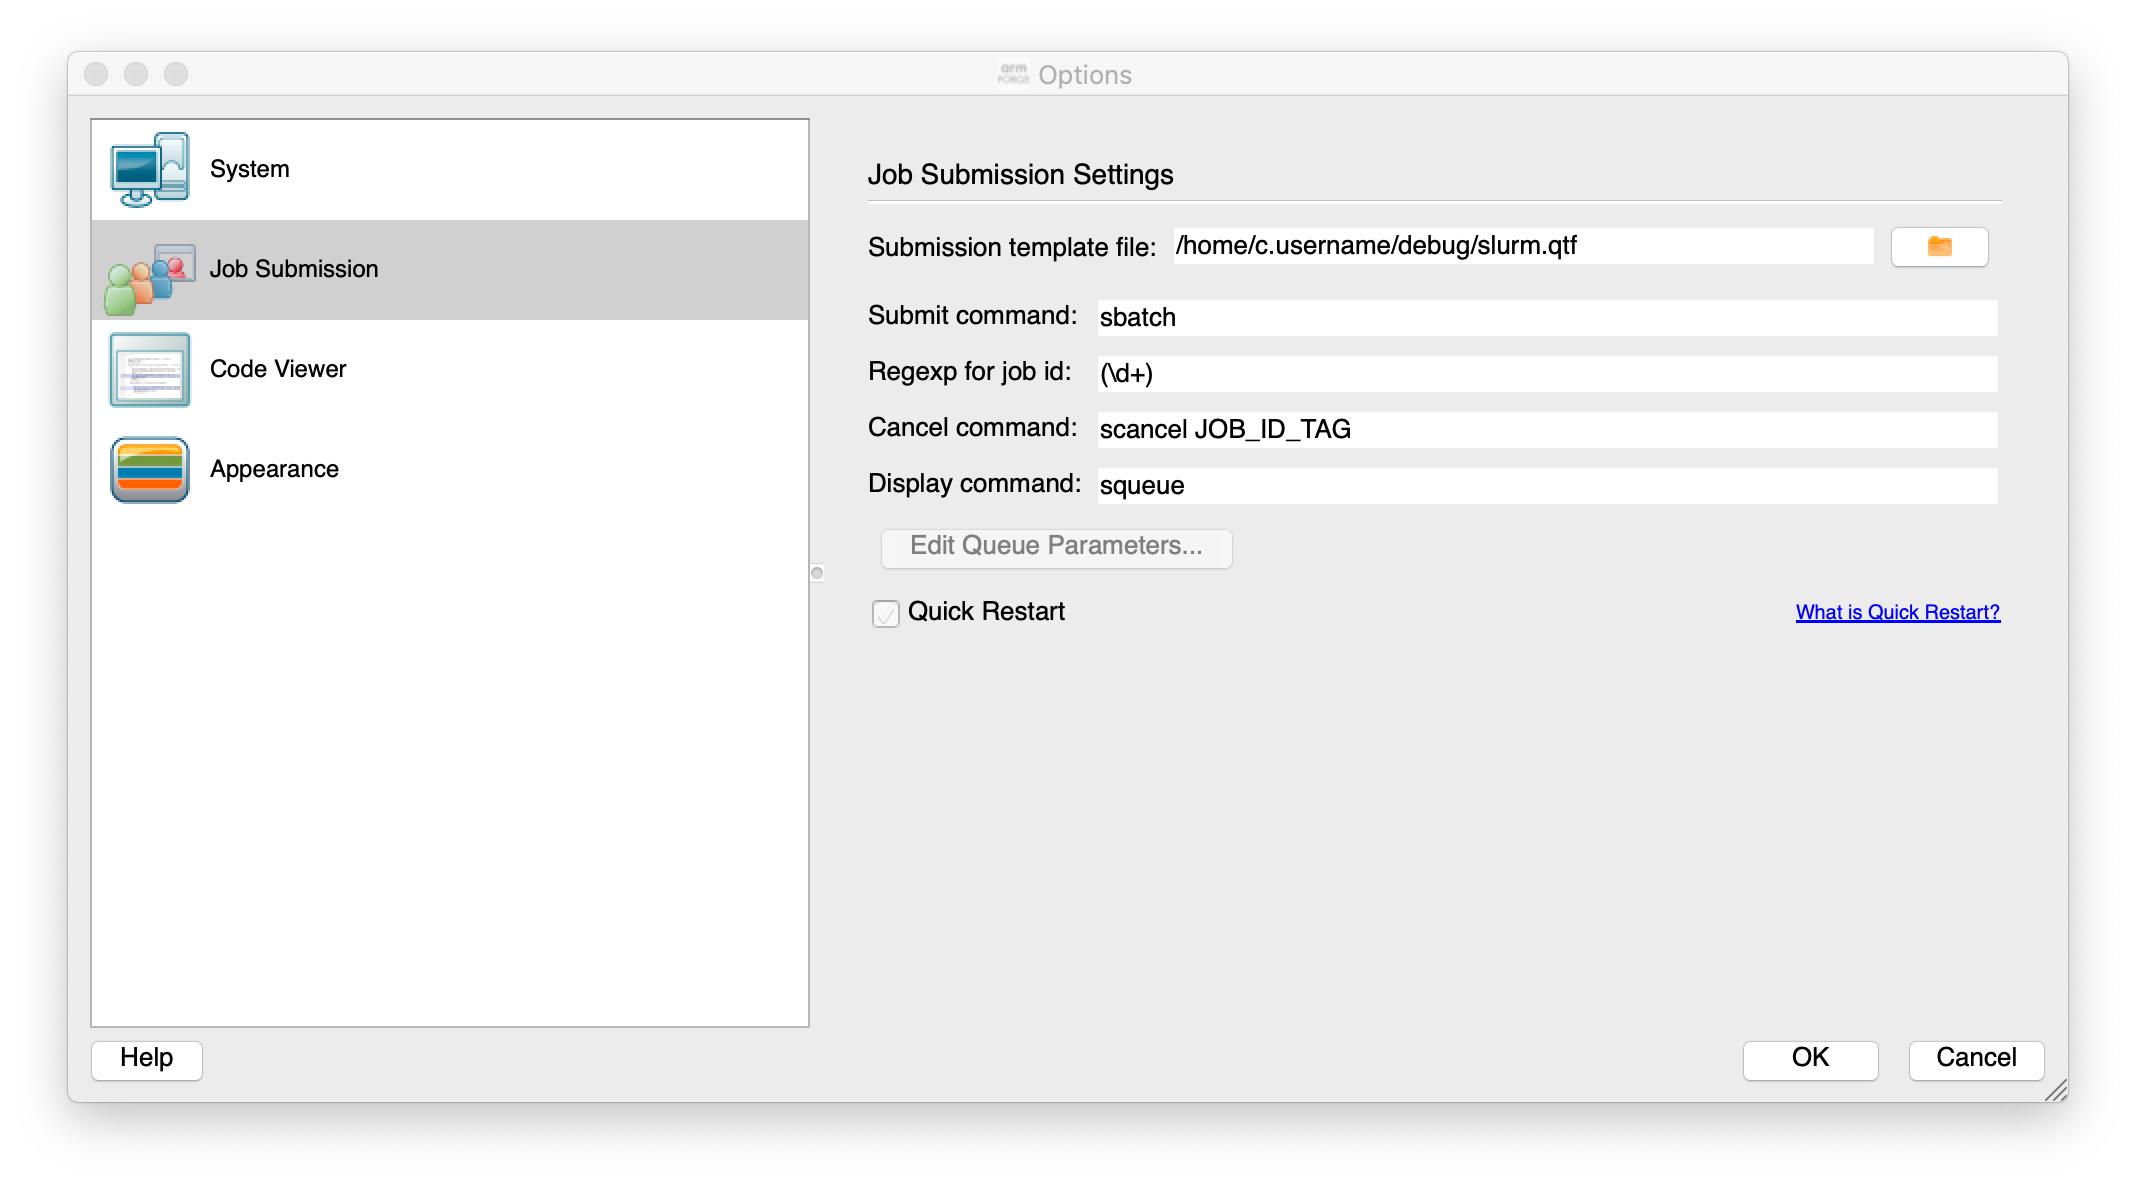 arm FORGE Options
System
Job Submission
Code Viewer
Appearance
Job Submission Settings
Submission template file: /home/c.username/debug/slurm.qtf
Submit command: sbatch
Regexp for job id: (\d+)
Cancel command: scancel JOB_ID_TAG
Display command: squeue
Edit Queue Parameters...
Quick Restart What is Quick Restart?
Help OK Cancel